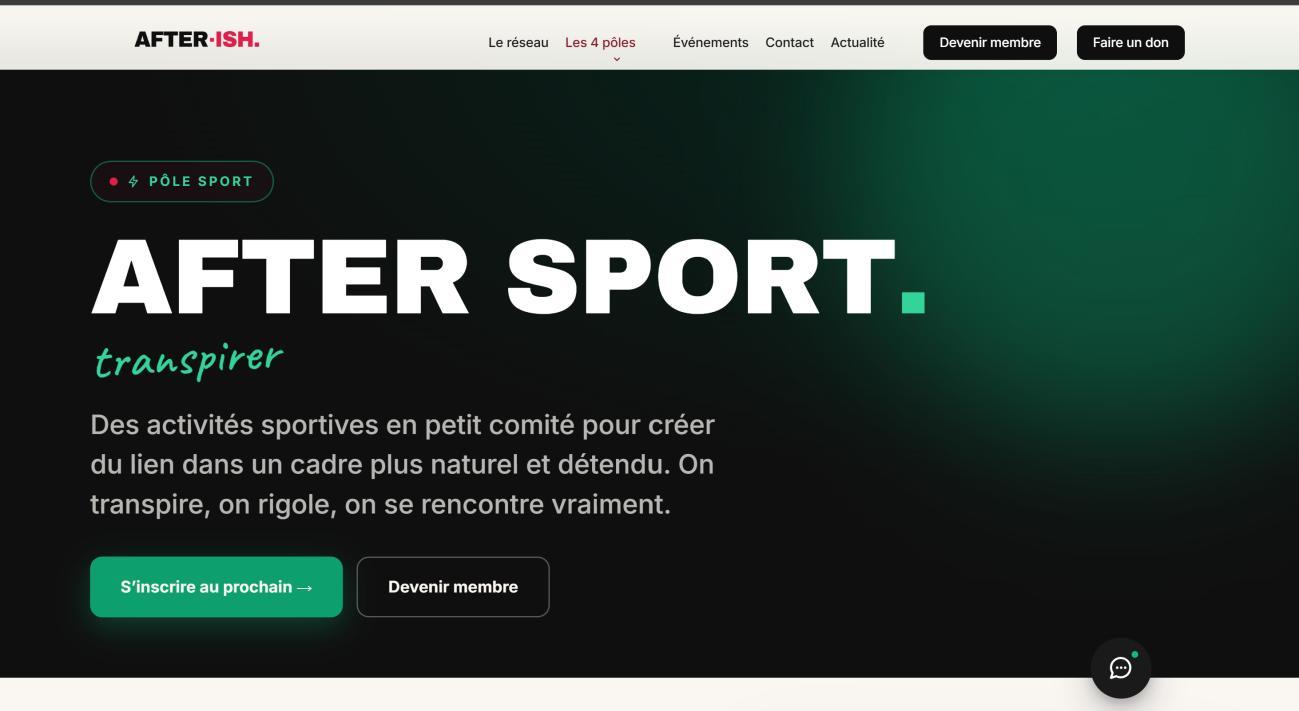 AFTER·ISH.
Le réseau
Les 4 pôles
Événements
Contact
Actualité
Devenir membre
Faire un don
PÔLE SPORT
AFTER SPORT.
transpirer
Des activités sportives en petit comité pour créer
du lien dans un cadre plus naturel et détendu. On
transpire, on rigole, on se rencontre vraiment.
S’inscrire au prochain →
Devenir membre